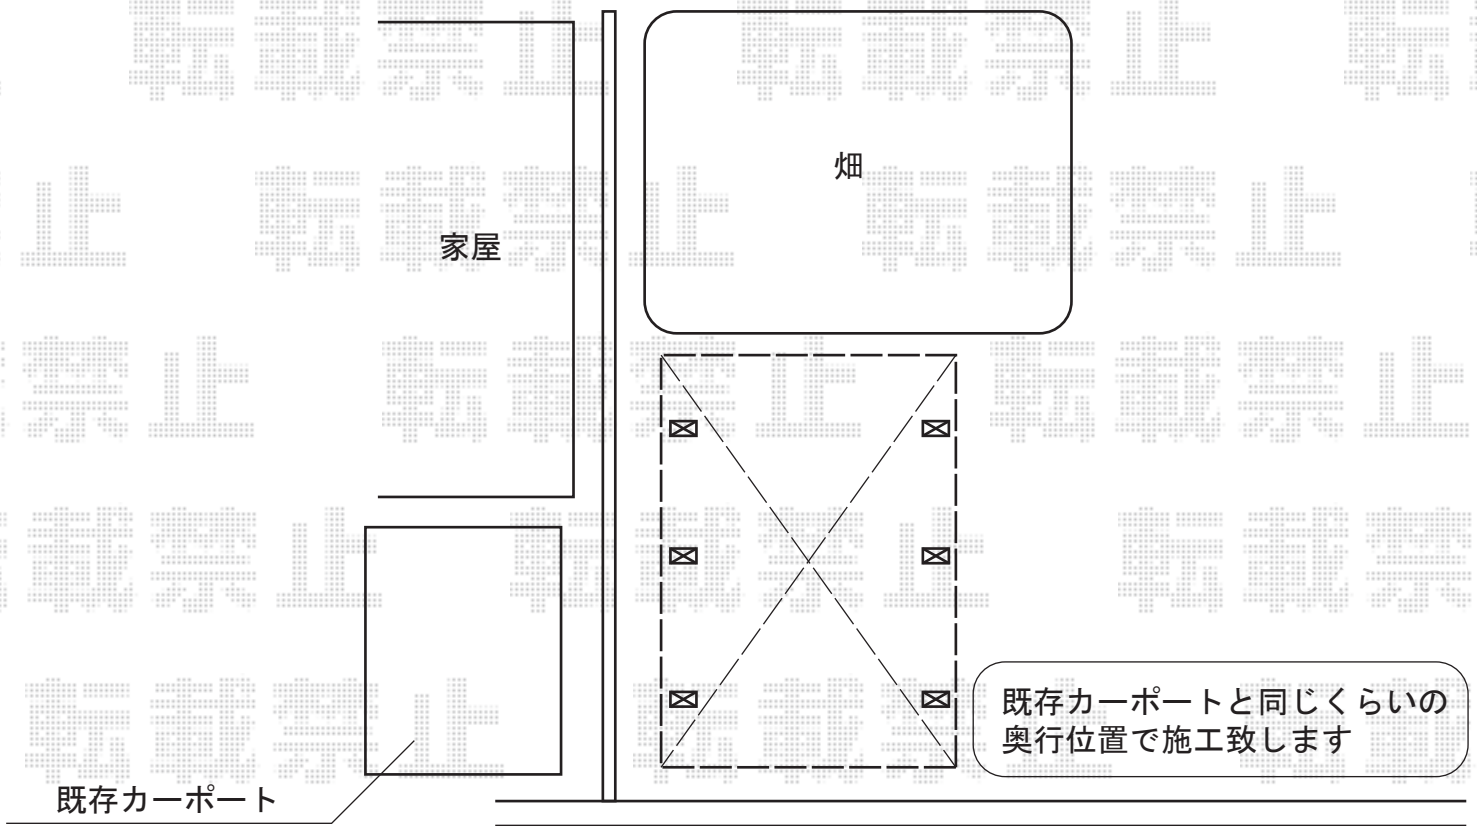 畑
家屋
既存カーポートと同じくらいの
奥行位置で施工致します
既存カーポート
転載禁止